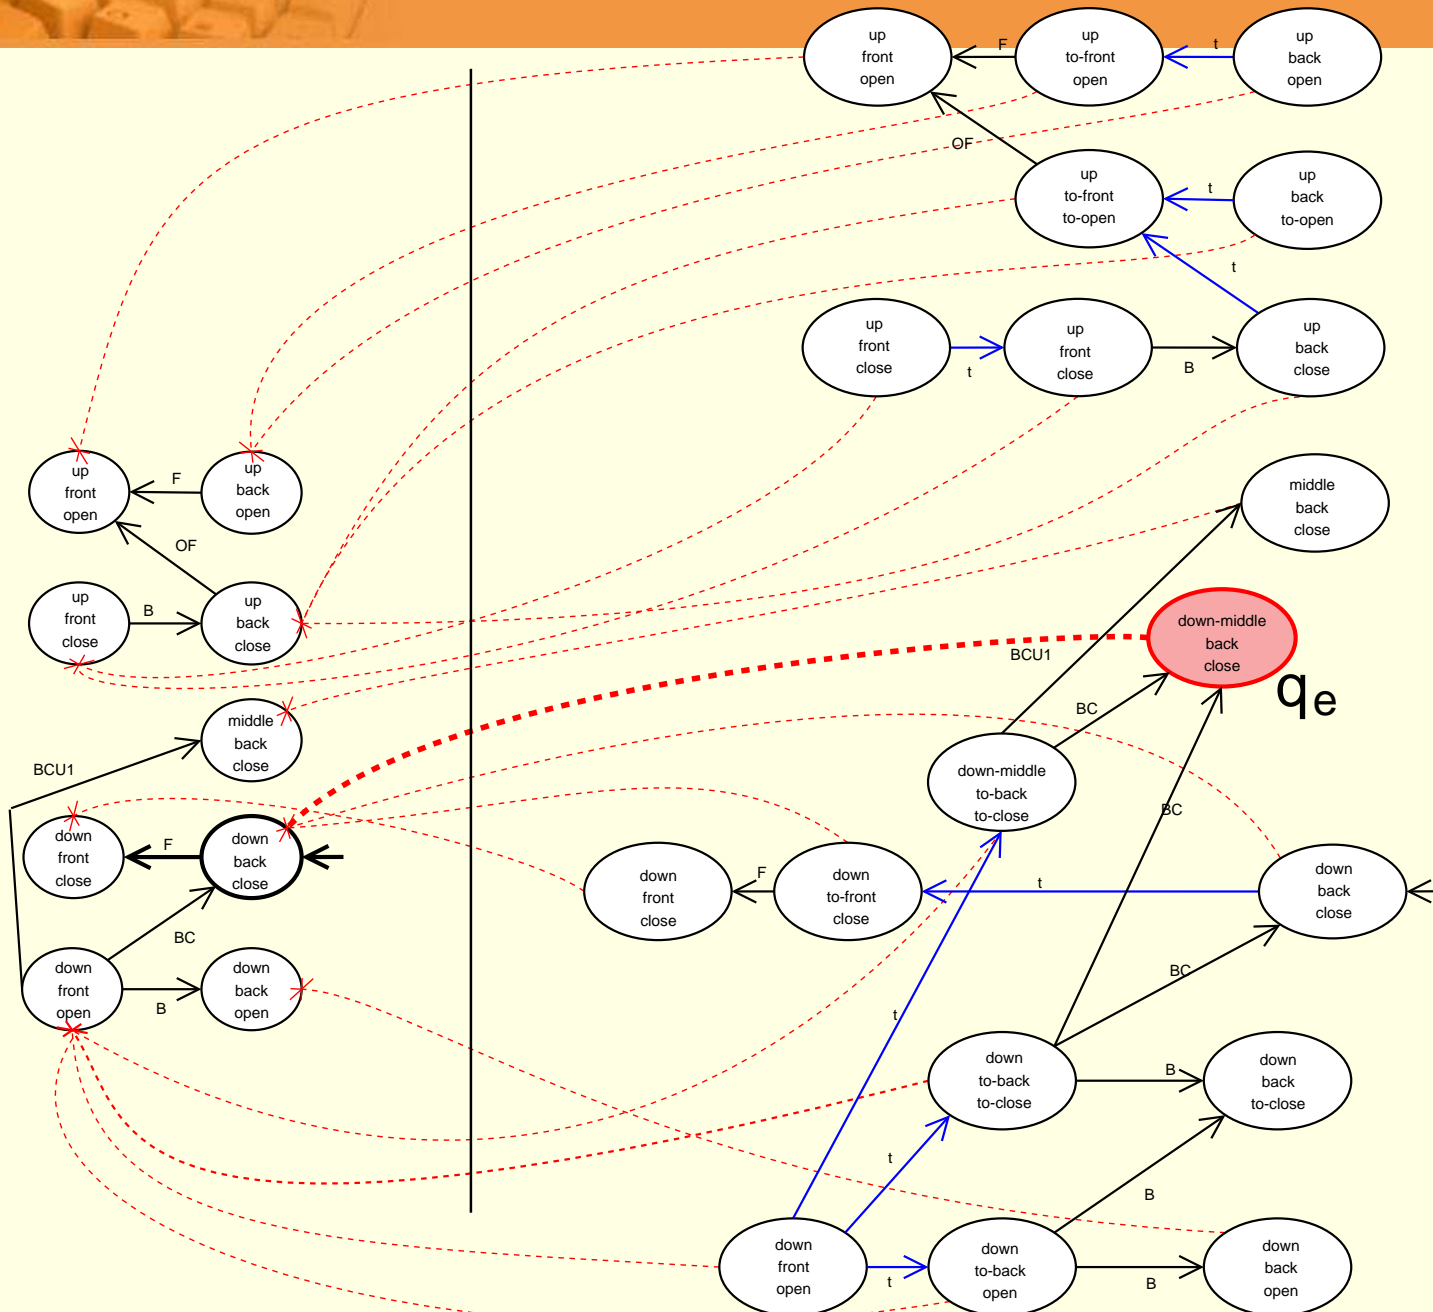 up
front
open
F
up
to-front
open
t
up
back
open
OF
up
to-front
to-open
t
up
back
to-open
t
up
front
close
t
up
front
close
B
up
back
close
up
front
open
F
up
back
open
OF
up
front
close
B
up
back
close
middle
back
close
down-middle
back
close
qe
BCU1
BC
middle
back
close
BCU1
down-middle
to-back
to-close
BC
down
front
close
F
down
back
close
down
front
close
F
down
to-front
close
t
down
back
close
BC
BC
down
front
open
B
down
back
open
t
down
to-back
to-close
B
down
back
to-close
t
B
down
front
open
t
down
to-back
open
B
down
back
open